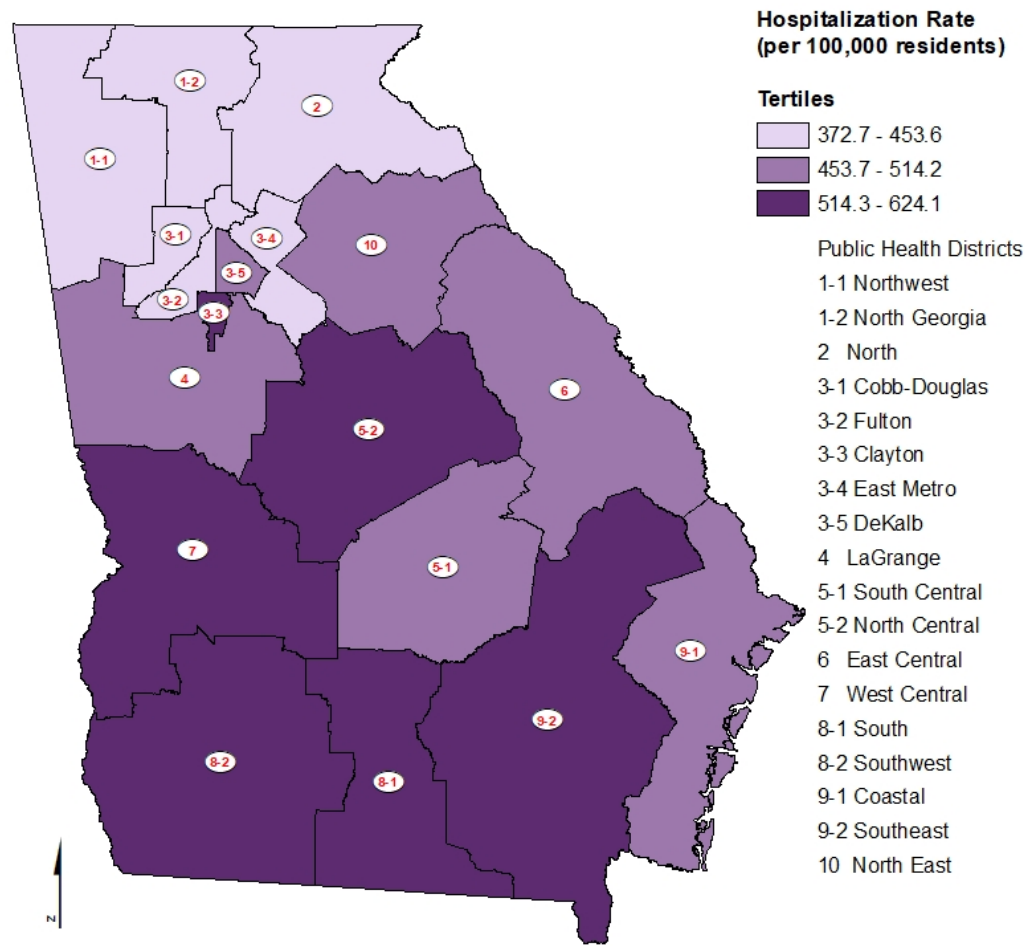 Hospitalization Rate
(per 100,000 residents)
Tertiles
372.7 - 453.6
453.7 - 514.2
514.3 - 624.1
Public Health Districts
1-1 Northwest
1-2 North Georgia
2 North
3-1 Cobb-Douglas
3-2 Fulton
3-3 Clayton
3-4 East Metro
3-5 DeKalb
4 LaGrange
5-1 South Central
5-2 North Central
6 East Central
7 West Central
8-1 South
8-2 Southwest
9-1 Coastal
9-2 Southeast
10 North East
1-2
2
1-1
3-1
3-4
10
3-5
3-2
3-3
4
6
5-2
7
5-1
9-1
9-2
8-2
8-1
N